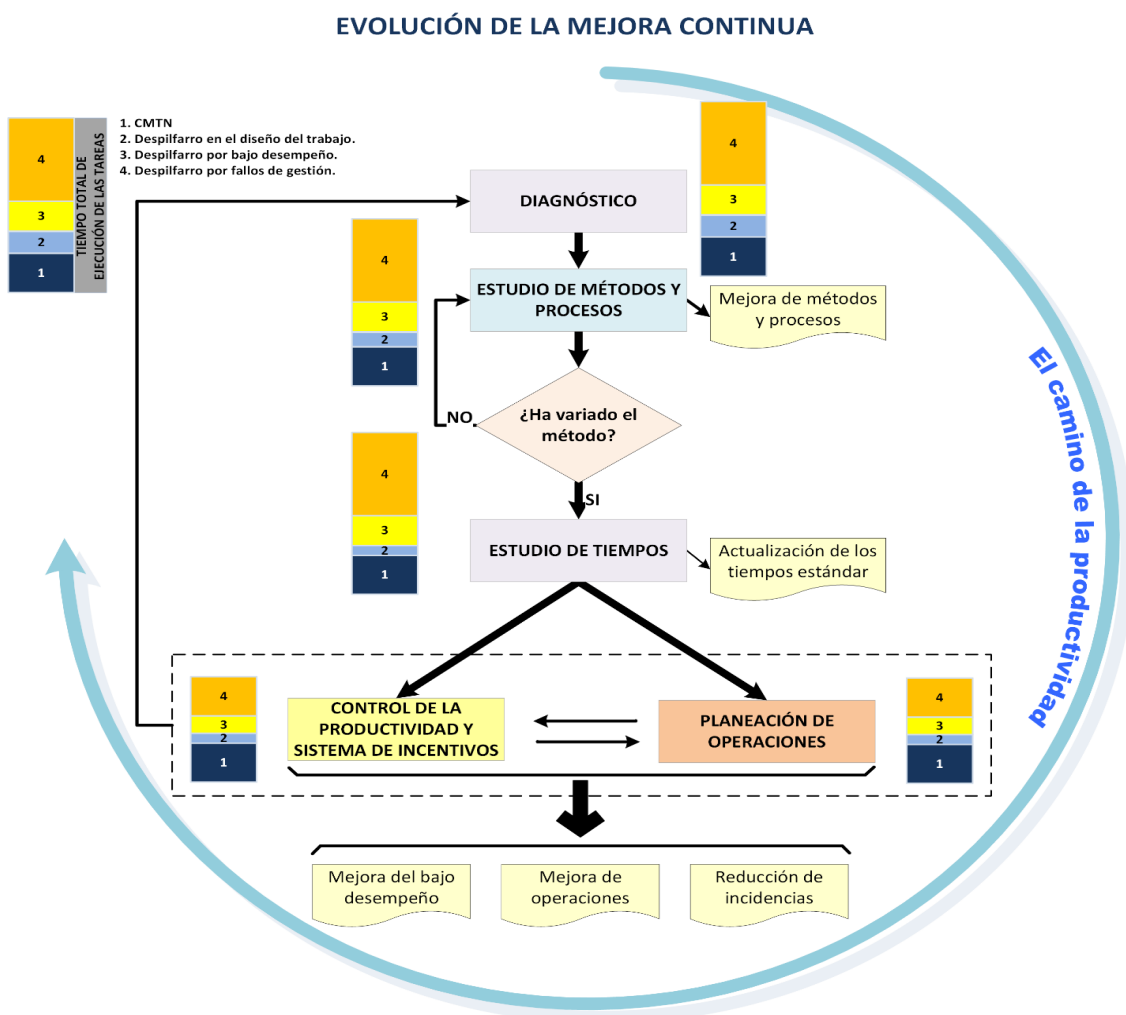 EVOLUCIÓN DE LA MEJORA CONTINUA
4
3
2
1
TIEMPO TOTAL DE
EJECUCIÓN DE LAS TAREAS
1. CMTN
2. Despilfarro en el diseño del trabajo.
3. Despilfarro por bajo desempeño.
4. Despilfarro por fallos de gestión.
DIAGNÓSTICO
4
3
2
1
4
3
2
1
ESTUDIO DE MÉTODOS Y
PROCESOS
Mejora de métodos
y procesos
¿Ha variado el
método?
NO
SI
4
3
2
1
ESTUDIO DE TIEMPOS
Actualización de los
tiempos estándar
El camino de la productividad
4
3
2
1
CONTROL DE LA
PRODUCTIVIDAD Y
SISTEMA DE INCENTIVOS
PLANEACIÓN DE
OPERACIONES
4
3
2
1
Mejora del bajo
desempeño
Mejora de
operaciones
Reducción de
incidencias